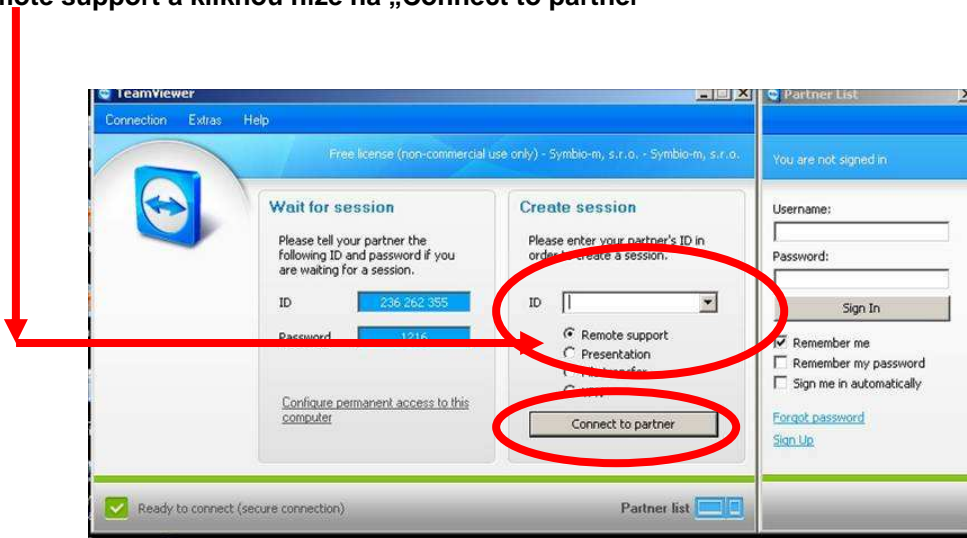 support a kliknou níže na „Connect to partner
TeamViewer
Connection Extras Help
Free license (non-commercial use only) - Symbio-m, s.r.o. - Symbio-m, s.r.o.
Wait for session
Please tell your partner the
following ID and password if you
are waiting for a session.
ID 236 262 355
Password 1216
Configure permanent access to this
computer
Create session
Please enter your partner's ID in
order to create a session.
ID
Remote support
Presentation
File transfer
Connect to partner
Ready to connect (secure connection)
Partner list
Partner List
You are not signed in
Username:
Password:
Sign In
Remember me
Remember my password
Sign me in automatically
Forgot password
Sign Up